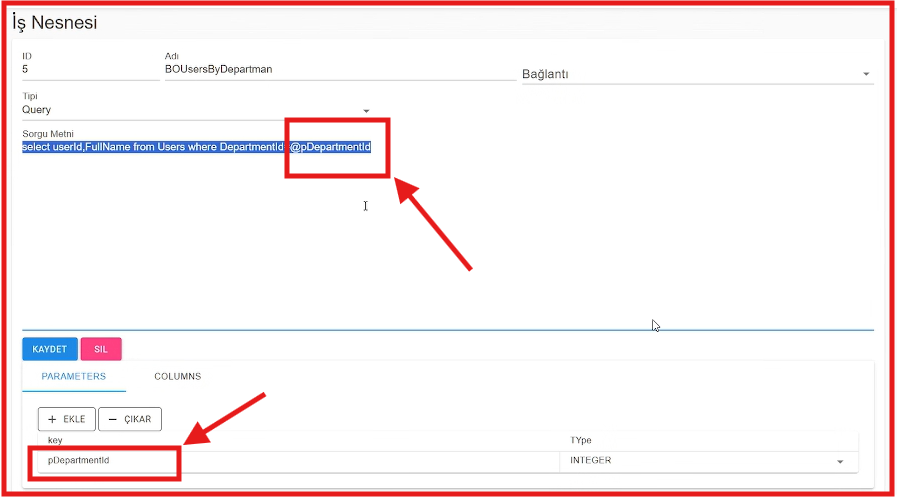 İş Nesnesi
ID
Adı
5
BOUsersByDepartman
Bağlantı
Tipi
Query
Sorgu Metni
select userId,FullName from Users where DepartmentId=@pDepartmentId
KAYDET
SIL
PARAMETERS
COLUMNS
+ EKLE
− ÇIKAR
key
TYpe
pDepartmentId
INTEGER